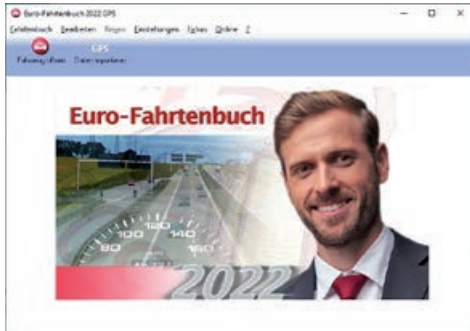 Euro-Fahrtenbuch 2022 GPS
Fahrtenbuch Bearbeiten Einstellungen Extras Online ?
GPS
Fahrzeug öffnen Daten importieren
Euro-Fahrtenbuch
80 100 120 140 160
2022